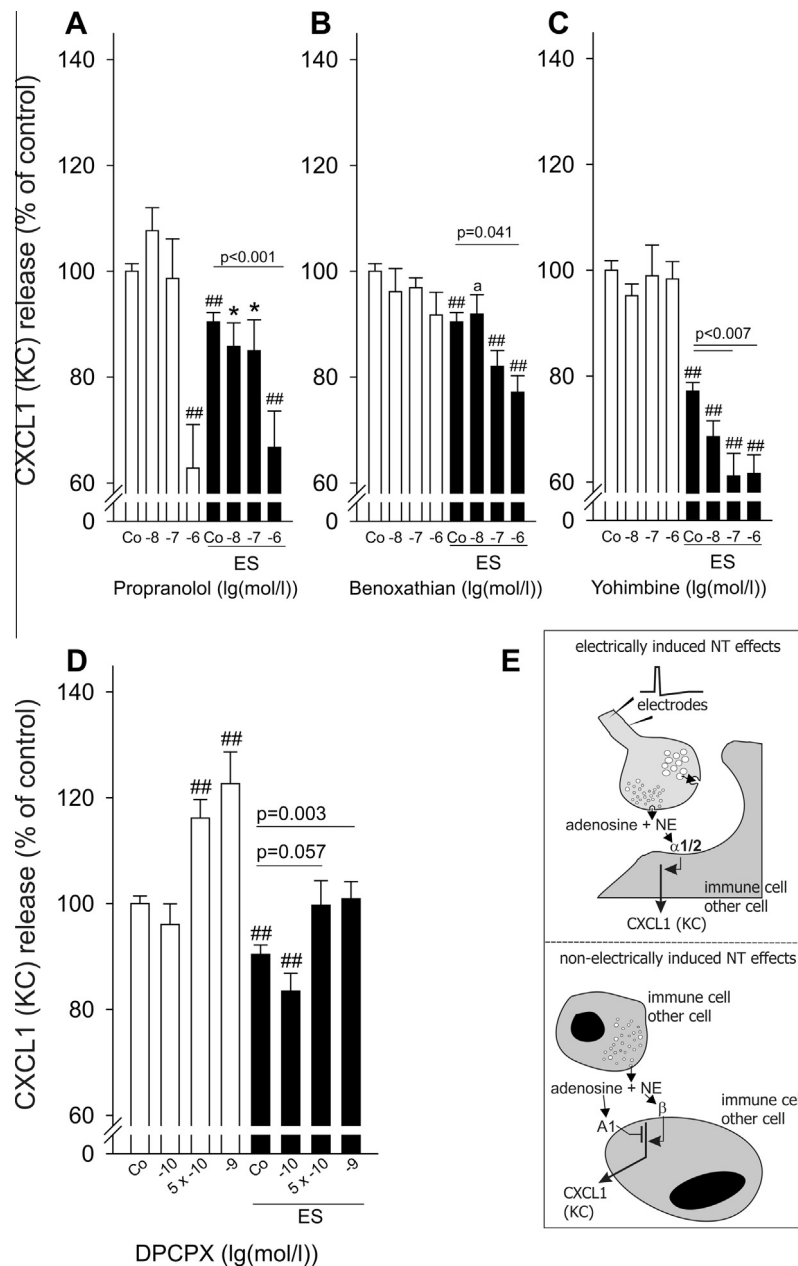 A
B
C
CXCL1 (KC) release (% of control)
140
120
100
80
60
0
##
*
*
##
p<0.001
Co -8 -7 -6 Co -8 -7 -6
ES
Propranolol (lg(mol/l))
140
120
100
80
60
0
p=0.041
##
a
##
##
Co -8 -7 -6 Co -8 -7 -6
ES
Benoxathian (lg(mol/l))
140
120
100
80
60
0
p<0.007
##
##
##
##
Co -8 -7 -6 Co -8 -7 -6
ES
Yohimbine (lg(mol/l))
D
CXCL1 (KC) release (% of control)
140
120
100
80
60
0
##
##
p=0.003
p=0.057
##
##
Co -10 5 x -10 -9 Co -10 5 x -10 -9
ES
DPCPX (lg(mol/l))
E
electrically induced NT effects
electrodes
adenosine + NE
α1/2
immune cell
other cell
CXCL1 (KC)
non-electrically induced NT effects
immune cell
other cell
adenosine + NE
β
immune ce
other cell
A1
CXCL1
(KC)